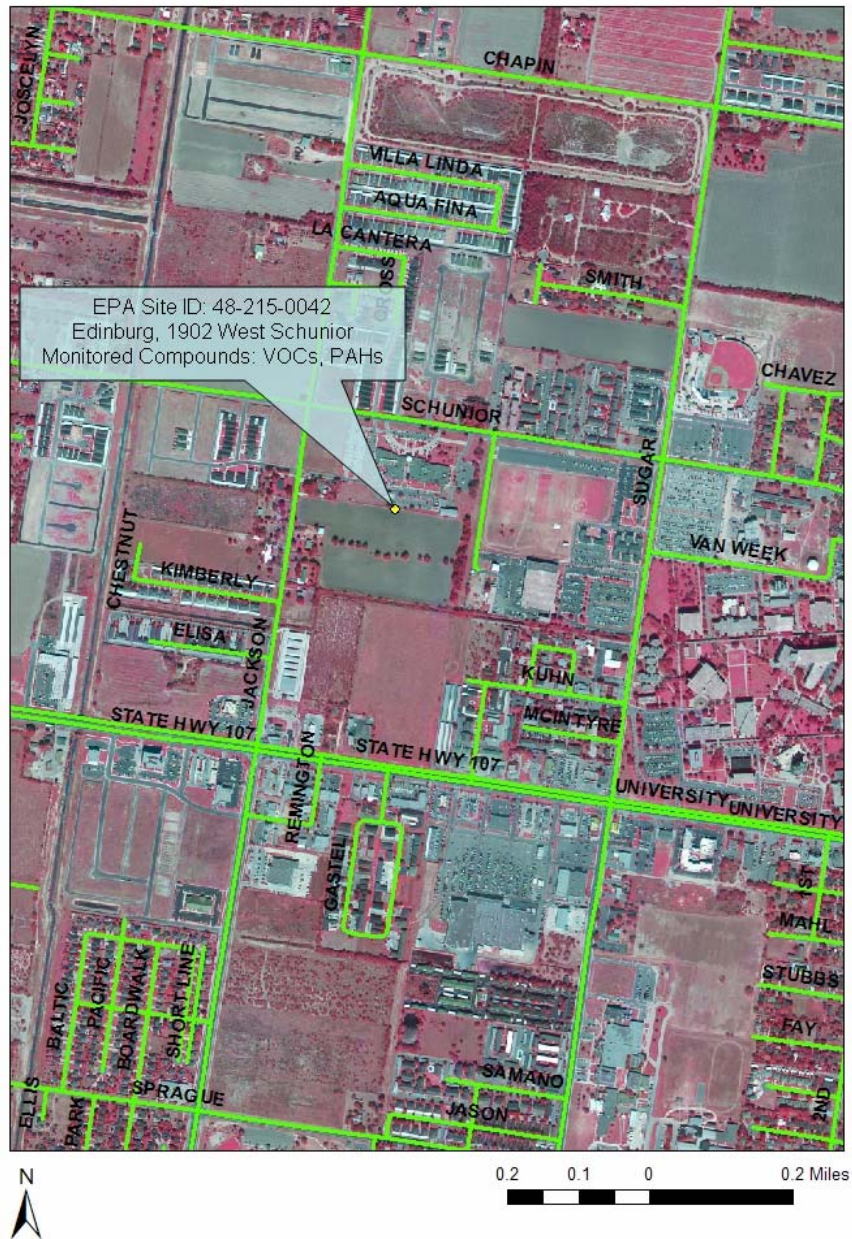 CHAPIN
JOSCELYN
VILLA LINDA
AQUA FINA
LA CANTERA
SMITH
EPA Site ID: 48-215-0042
Edinburg, 1902 West Schunior
Monitored Compounds: VOCs, PAHs
CHAVEZ
SCHUNIOR
SUGAR
VAN WEEK
CHESTNUT
KIMBERLY
ELISA
JACKSON
KUHN
MCINTYRE
STATE HWY 107
STATE HWY 107
REMINGTON
UNIVERSITY
UNIVERSITY
GASTEL
1ST
MAHL
STUBBS
FAY
2ND
BALTIC
PACIFIC
BOARDWALK
SHORT LINE
SAMANO
JASON
SPRAGUE
ELLIS
PARK
N
0.2 0.1 0 0.2 Miles